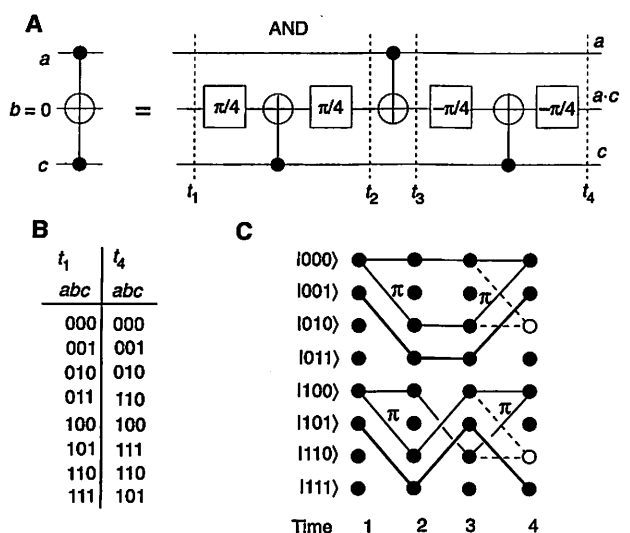 A
AND
a
a
b = 0
=
π/4
π/4
−π/4
−π/4
a·c
c
c
t1
t2
t3
t4
B
t1 t4
abc abc
000 000
001 001
010 010
011 110
100 100
101 111
110 110
111 101
C
|000⟩
|001⟩
π
π
|010⟩
|011⟩
|100⟩
π
π
|101⟩
|110⟩
|111⟩
Time 1 2 3 4